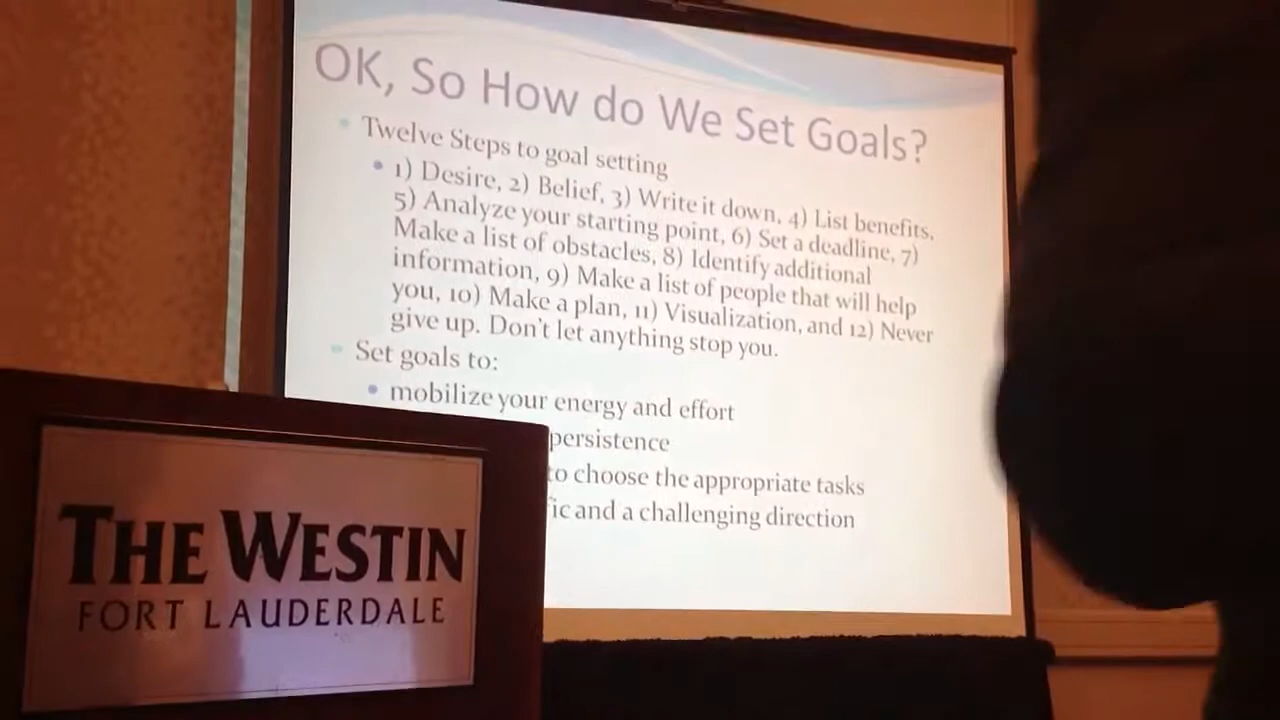 OK, So How do We Set Goals?
Twelve Steps to goal setting
1) Desire, 2) Belief, 3) Write it down, 4) List benefits,
5) Analyze your starting point, 6) Set a deadline, 7)
Make a list of obstacles, 8) Identify additional
information, 9) Make a list of people that will help
you, 10) Make a plan, 11) Visualization, and 12) Never
give up. Don't let anything stop you.
Set goals to:
mobilize your energy and effort
persistence
to choose the appropriate tasks
and a challenging direction
THE WESTIN
FORT LAUDERDALE